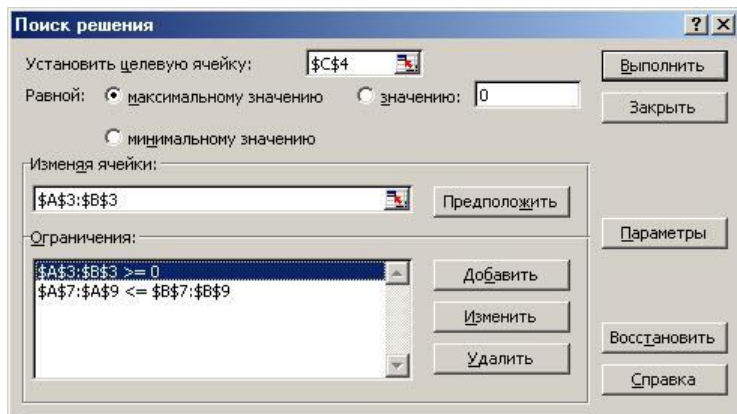 Поиск решения
Установить целевую ячейку: $C$4
Выполнить
Равной: максимальному значению значению: 0
Закрыть
минимальному значению
Изменяя ячейки:
$A$3:$B$3
Предположить
Ограничения:
Параметры
$A$3:$B$3 >= 0
$A$7:$A$9 <= $B$7:$B$9
Добавить
Изменить
Удалить
Восстановить
Справка